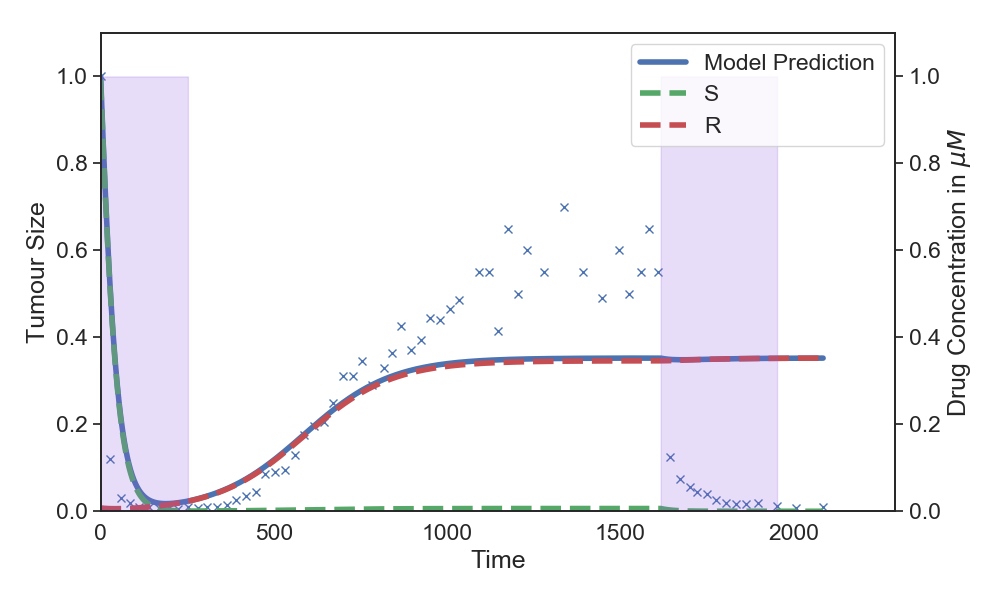 Model Prediction
S
R
1.0
0.8
0.6
0.4
0.2
0.0
Tumour Size
1.0
0.8
0.6
0.4
0.2
0.0
Drug Concentration in μM
0
500
1000
1500
2000
Time